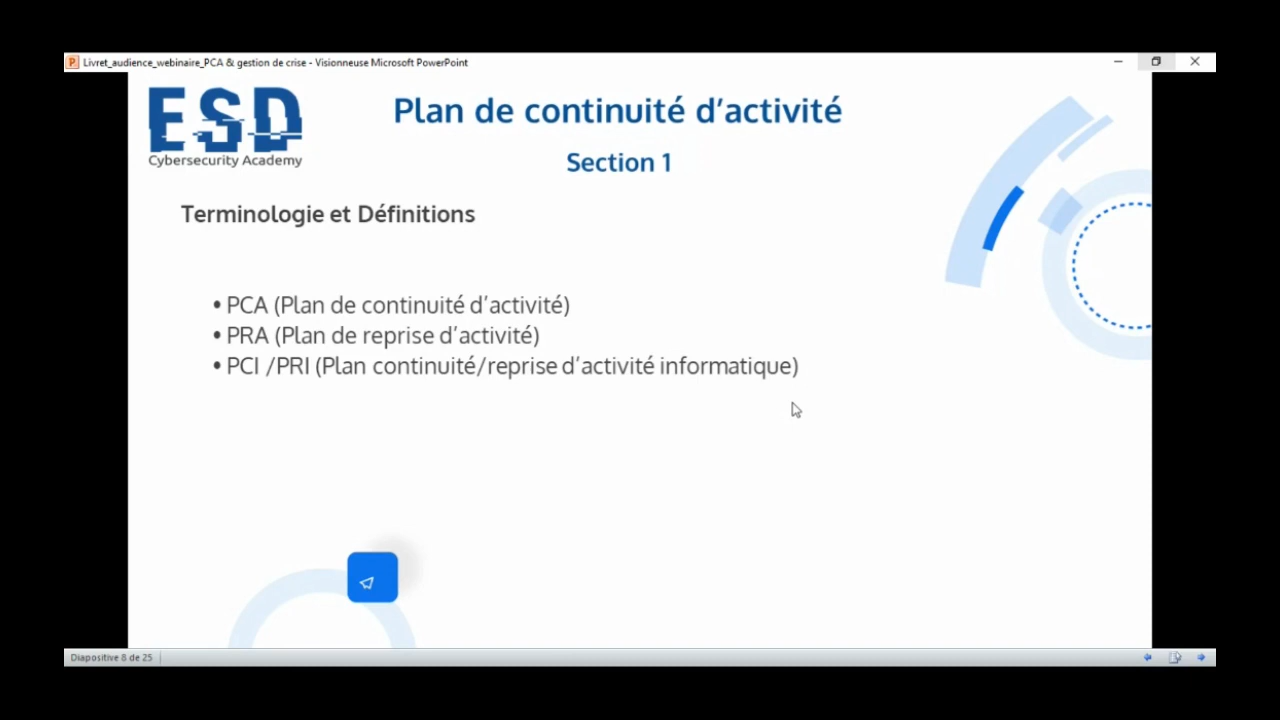 Livret_audience_webinaire_PCA & gestion de crise - Visionneuse Microsoft PowerPoint
ESD
Cybersecurity Academy
Plan de continuité d’activité
Section 1
Terminologie et Définitions
• PCA (Plan de continuité d’activité)
• PRA (Plan de reprise d’activité)
• PCI /PRI (Plan continuité/reprise d’activité informatique)
Diapositive 8 de 25